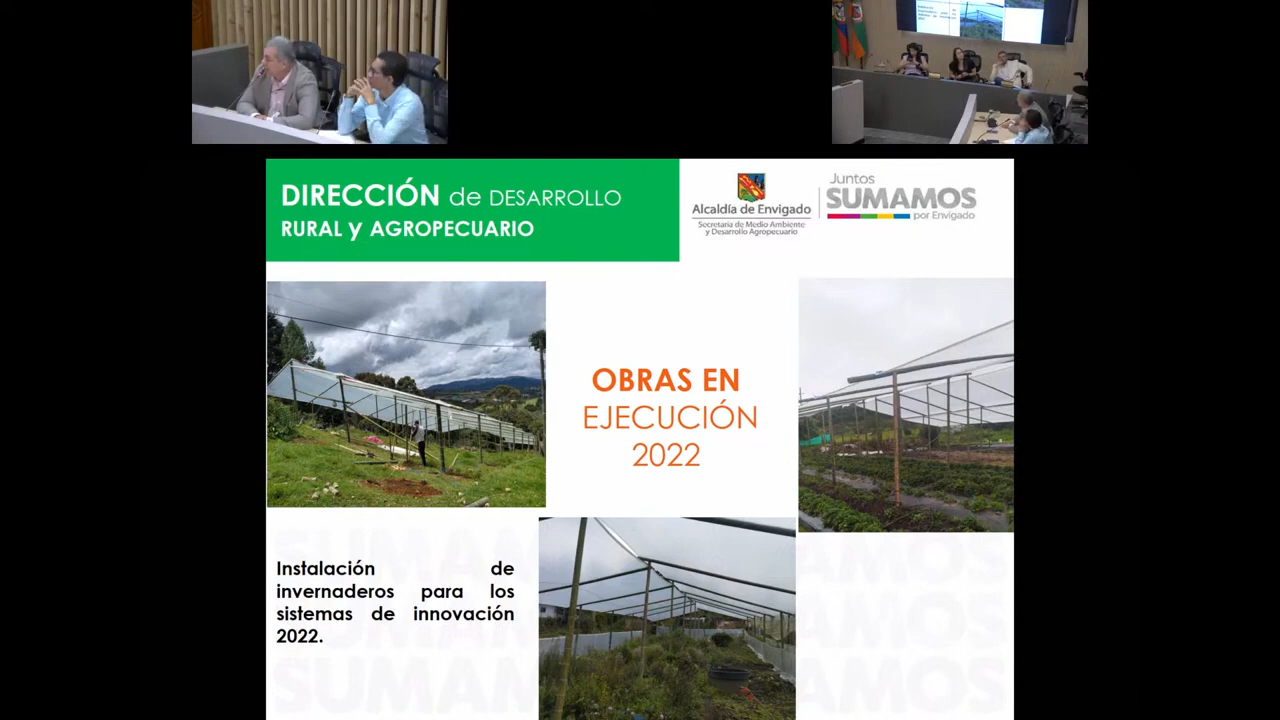 DIRECCIÓN de DESARROLLO
RURAL y AGROPECUARIO
Alcaldía de Envigado
Secretaría de Medio Ambiente
y Desarrollo Agropecuario
Juntos
SUMAMOS
por Envigado
OBRAS EN
EJECUCIÓN
2022
Instalación de
invernaderos para los
sistemas de innovación
2022.